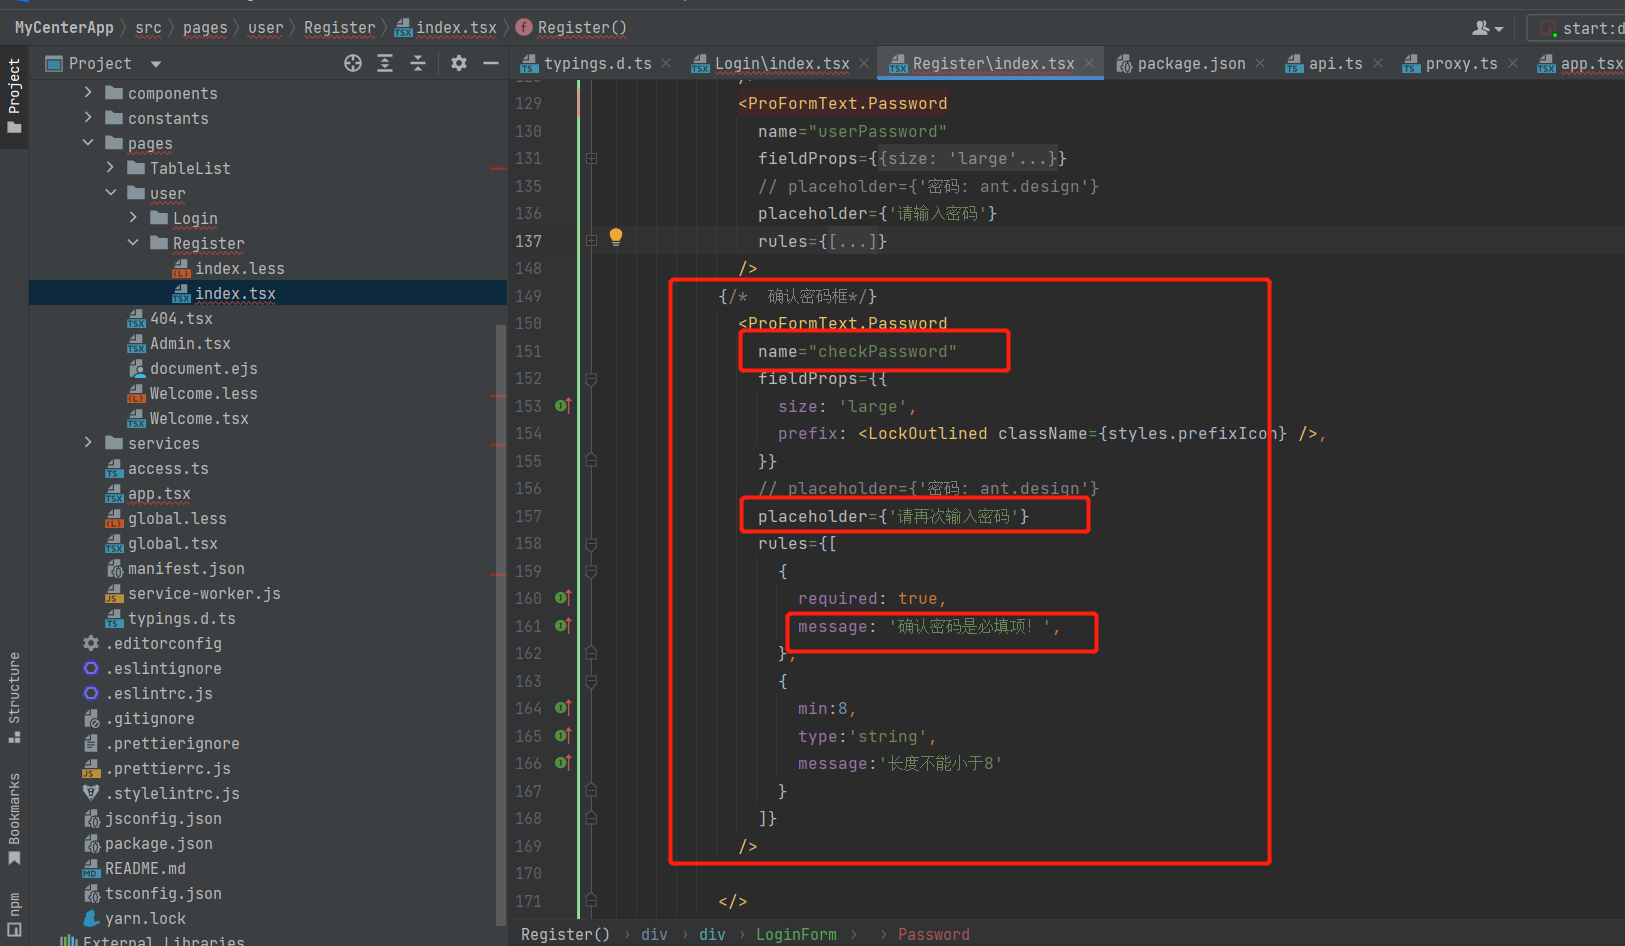 MyCenterApp src pages user Register index.tsx Register()
start:d
Project
typings.d.ts Login\index.tsx Register\index.tsx package.json api.ts proxy.ts app.tsx
Project
components
constants
pages
TableList
user
Login
Register
index.less
index.tsx
404.tsx
Admin.tsx
document.ejs
Welcome.less
Welcome.tsx
services
access.ts
app.tsx
global.less
global.tsx
manifest.json
service-worker.js
typings.d.ts
.editorconfig
.eslintignore
.eslintrc.js
.gitignore
.prettierignore
.prettierrc.js
.stylelintrc.js
jsconfig.json
package.json
README.md
tsconfig.json
yarn.lock
External Libraries
Structure
Bookmarks
npm
129 <ProFormText.Password
130 name="userPassword"
131 fieldProps={{size: 'large'...}}
135 // placeholder={'密码: ant.design'}
136 placeholder={'请输入密码'}
137 rules={[...]}
148 />
149 {/* 确认密码框*/}
150 <ProFormText.Password
151 name="checkPassword"
152 fieldProps={{
153 size: 'large',
154 prefix: <LockOutlined className={styles.prefixIcon} />,
155 }}
156 // placeholder={'密码: ant.design'}
157 placeholder={'请再次输入密码'}
158 rules={[
159 {
160 required: true,
161 message: '确认密码是必填项！',
162 },
163 {
164 min:8,
165 type:'string',
166 message:'长度不能小于8'
167 }
168 ]}
169 />
170
171 </>
Register() div div LoginForm Password